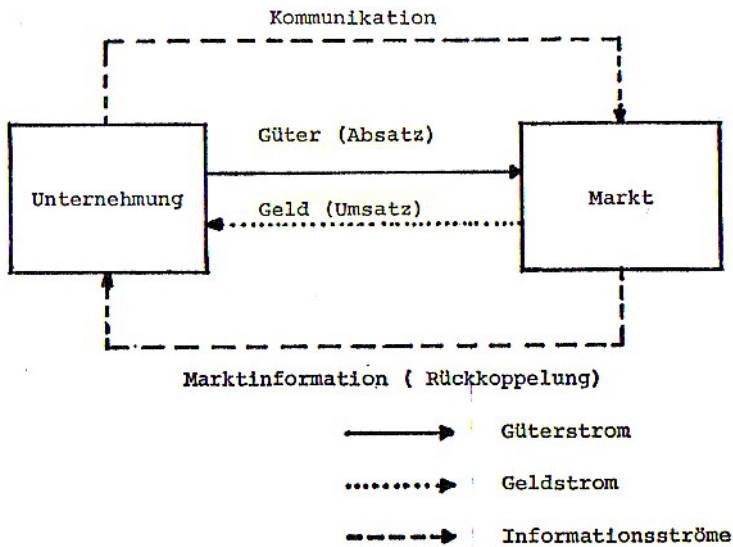 Kommunikation
Güter (Absatz)
Unternehmung
Markt
Geld (Umsatz)
Marktinformation ( Rückkoppelung)
Güterstrom
Geldstrom
Informationsströme